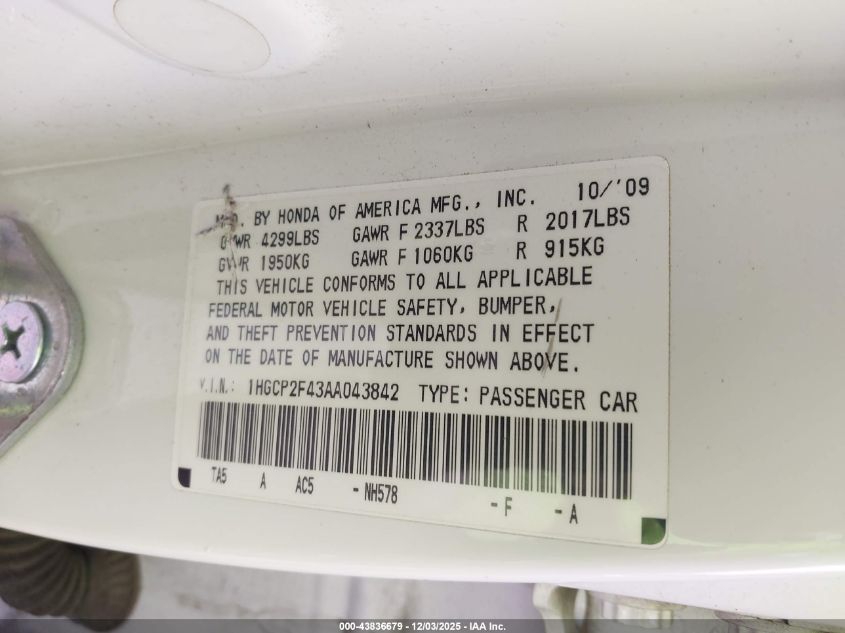 BY HONDA OF AMERICA MFG., INC. 10/'09
GVWR 4299LBS GAWR F 2337LBS R 2017LBS
GVWR 1950KG GAWR F 1060KG R 915KG
THIS VEHICLE CONFORMS TO ALL APPLICABLE
FEDERAL MOTOR VEHICLE SAFETY, BUMPER,
AND THEFT PREVENTION STANDARDS IN EFFECT
ON THE DATE OF MANUFACTURE SHOWN ABOVE.
V.I.N.: 1HGCP2F43AA043842 TYPE: PASSENGER CAR
TA5 A AC5 -NH578 -F -A
000-43836679 - 12/03/2025 - IAA Inc.